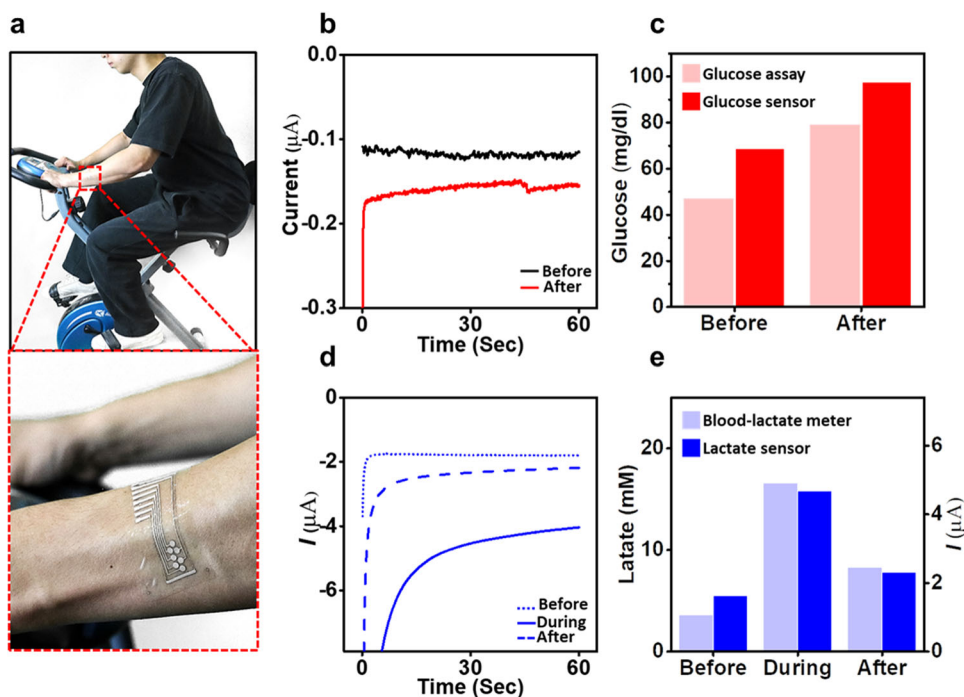 a
b
0.0
-0.1
-0.2
-0.3
Current (μA)
Before
After
0
30
60
Time (Sec)
c
100
80
60
40
20
0
Glucose (mg/dl)
Glucose assay
Glucose sensor
Before
After
d
0
-2
-4
-6
I (μA)
Before
During
After
0
30
60
Time (Sec)
e
20
10
0
Latate (mM)
Blood-lactate meter
Lactate sensor
6
4
2
0
I (μA)
Before
During
After